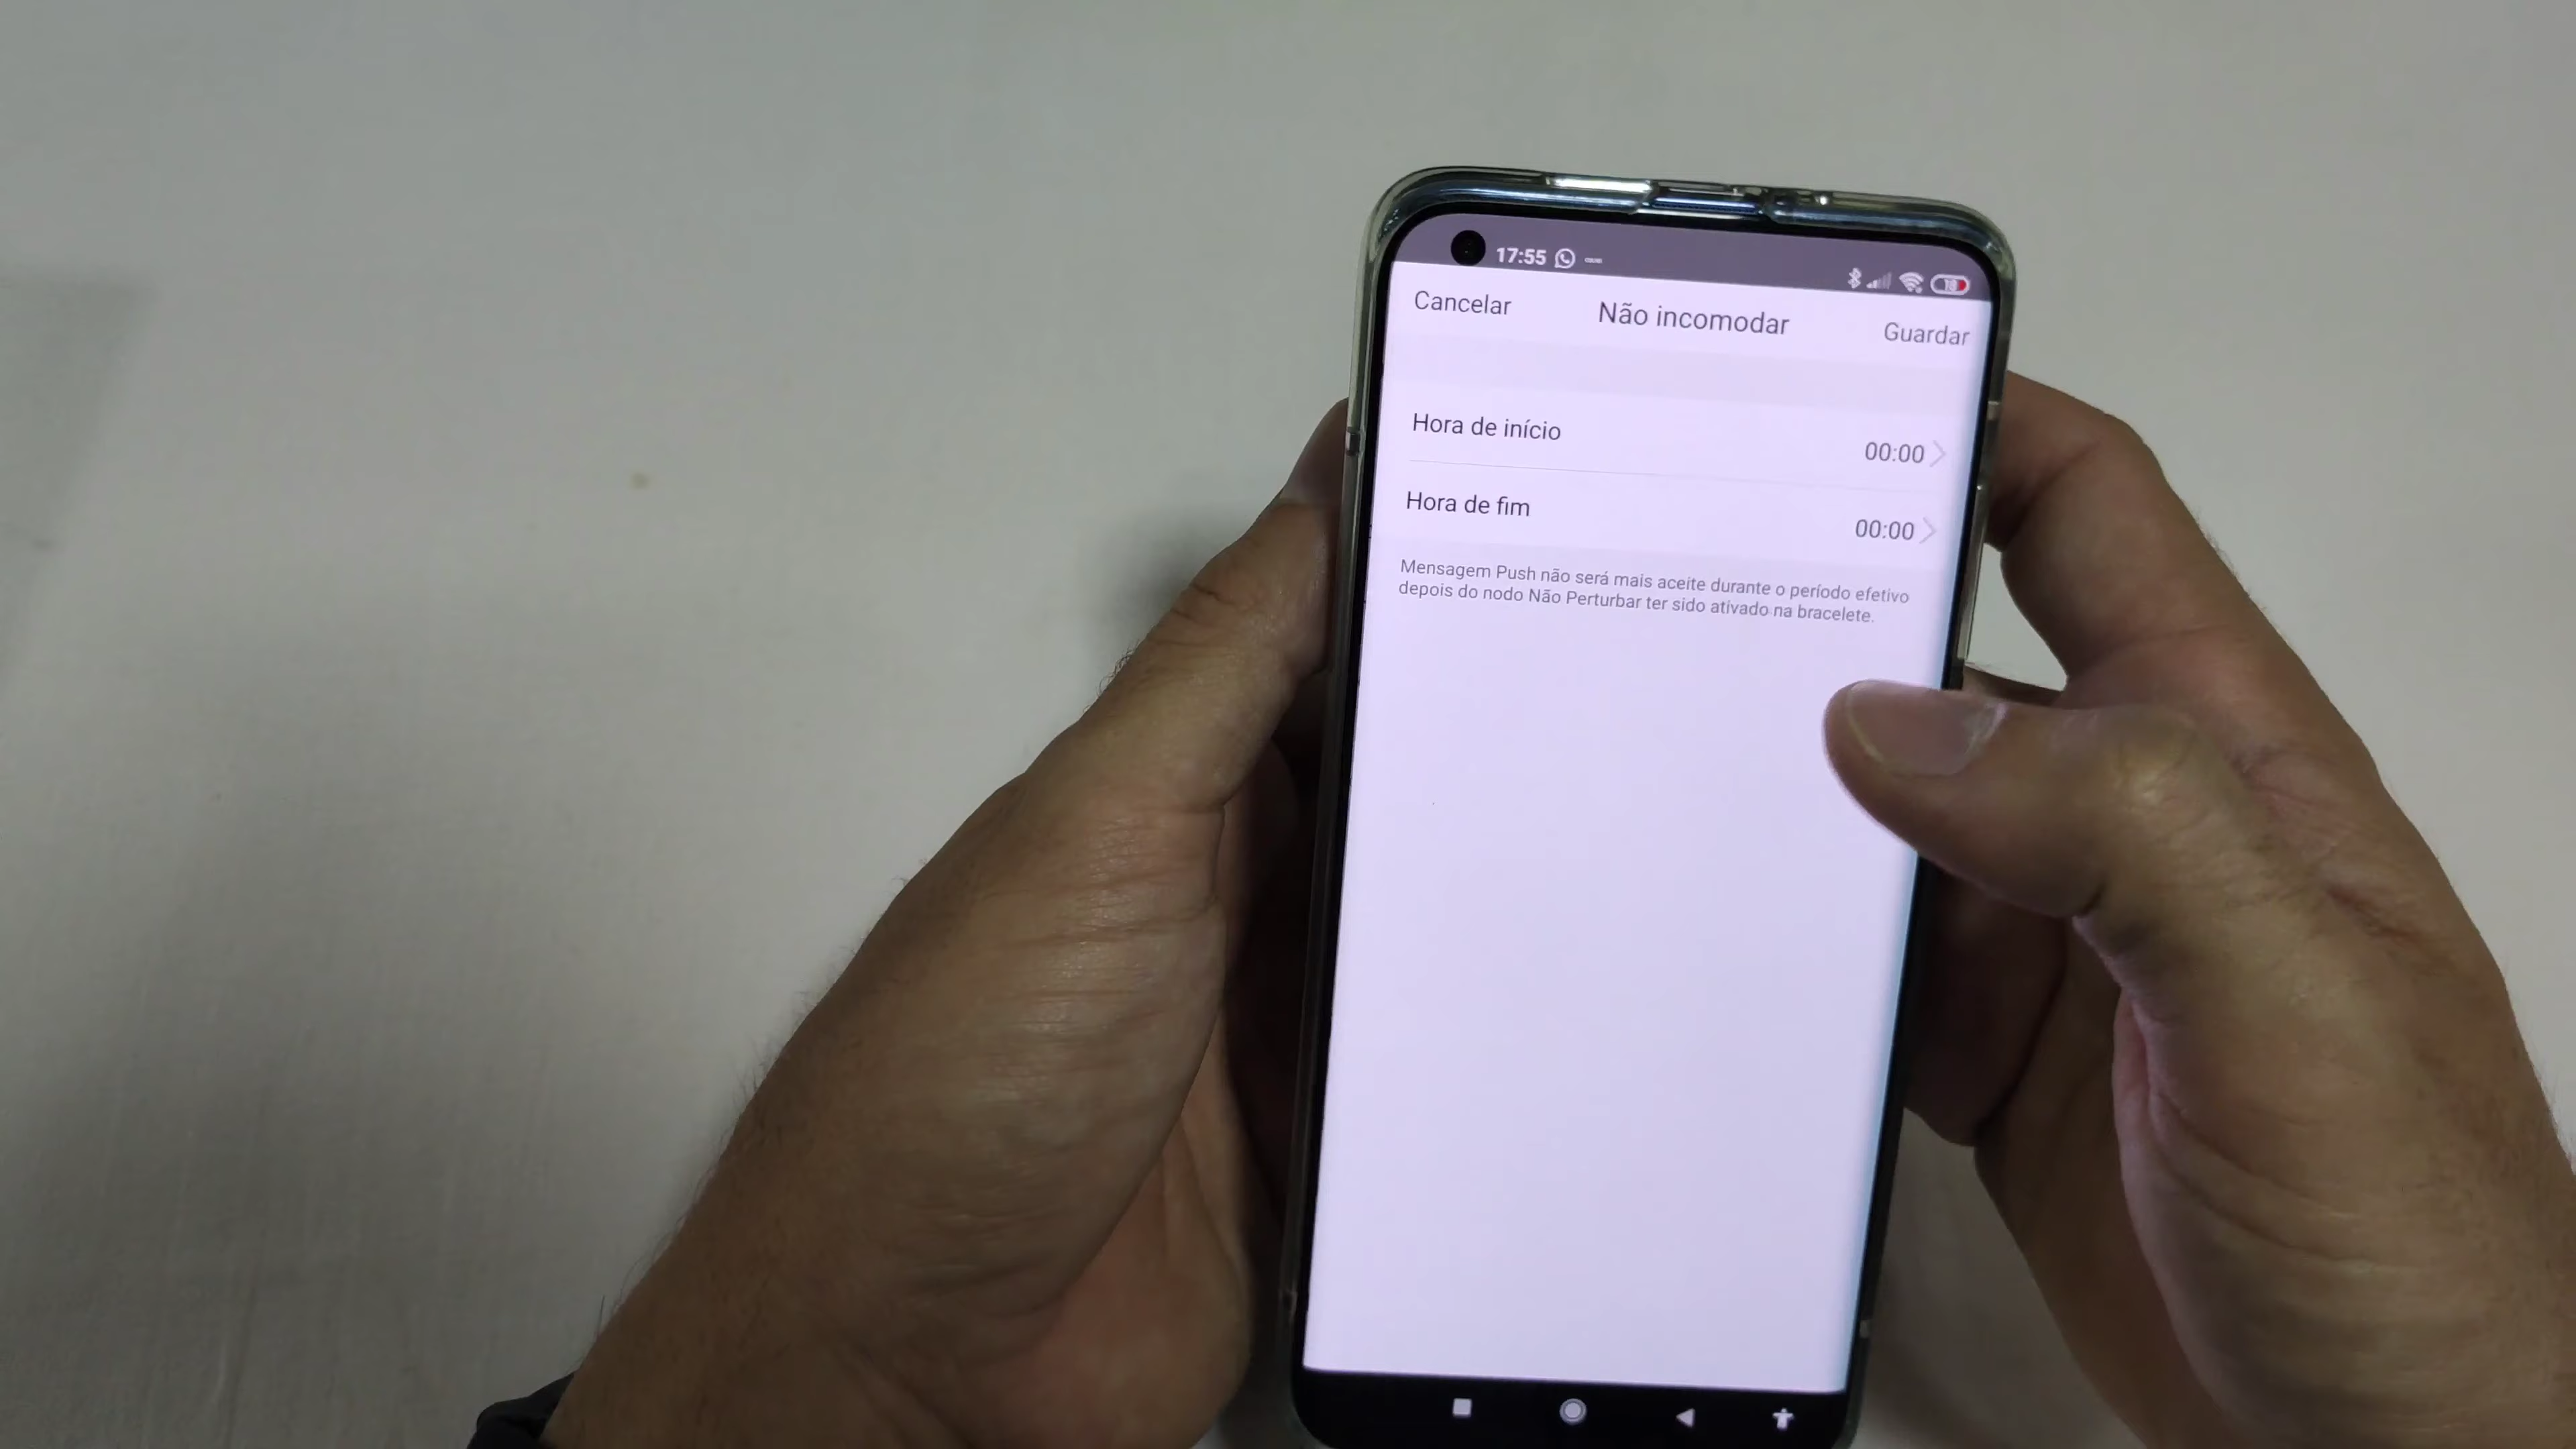 17:55
Cancelar Não incomodar Guardar
Hora de início 00:00
Hora de fim 00:00
Mensagem Push não será mais aceite durante o período efetivo
depois do nodo Não Perturbar ter sido ativado na bracelete.